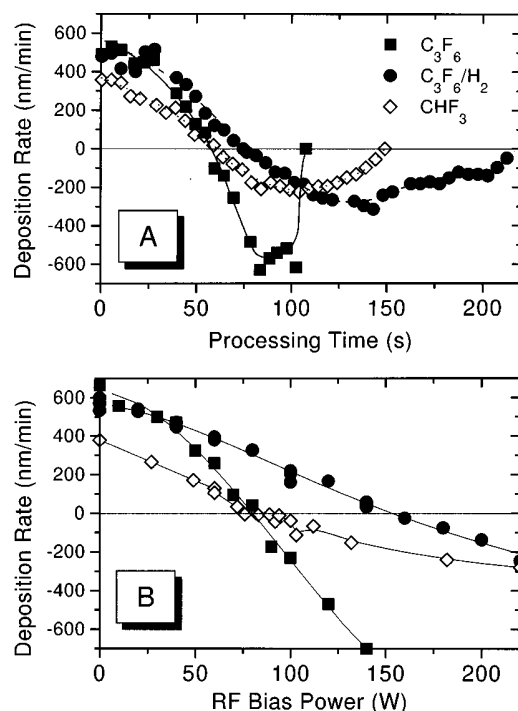 600
400
200
0
-200
-400
-600
Deposition Rate (nm/min)
C₃F₆
C₃F₆/H₂
CHF₃
A
0 50 100 150 200
Processing Time (s)
600
400
200
0
-200
-400
-600
Deposition Rate (nm/min)
B
0 50 100 150 200
RF Bias Power (W)